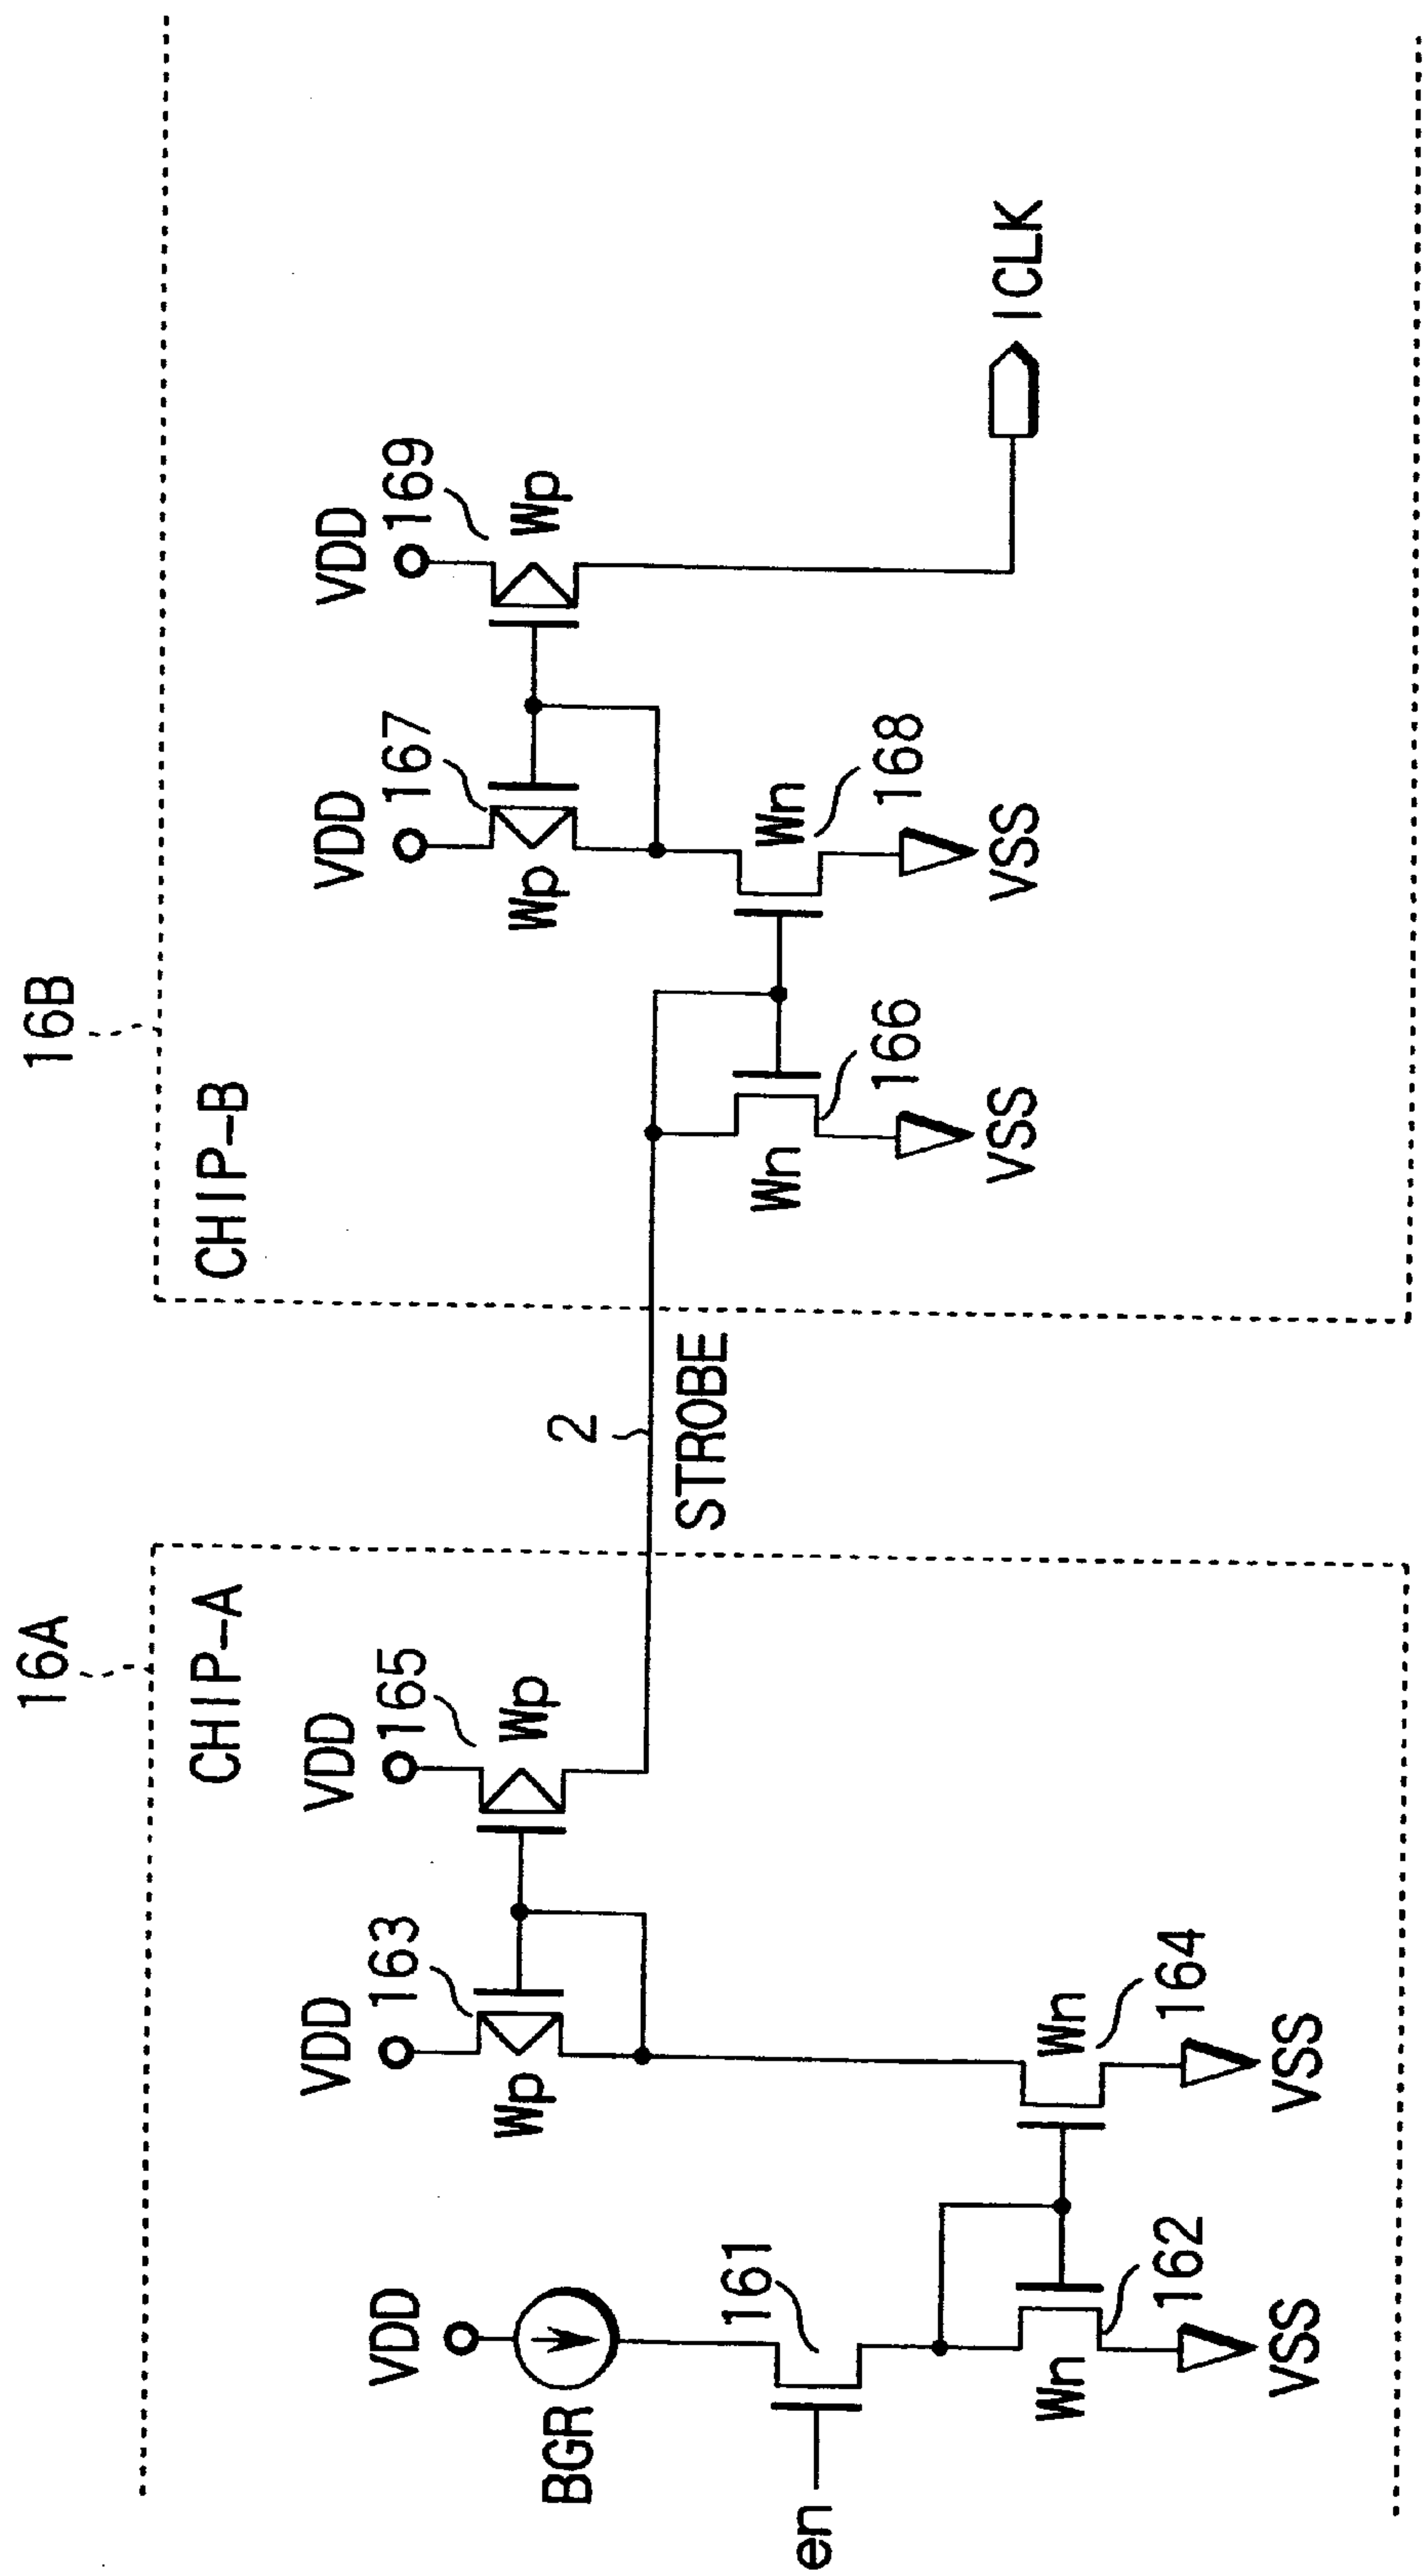 16A
16B
CHIP-A
CHIP-B
VDD
VDD
VDD
VDD
VDD
163
165
167
169
BGR
Wp
Wp
Wp
Wp
2
STROBE
161
en
Wn
Wn
166
168
VSS
VSS
ICLK
Wn
Wn
162
164
VSS
VSS